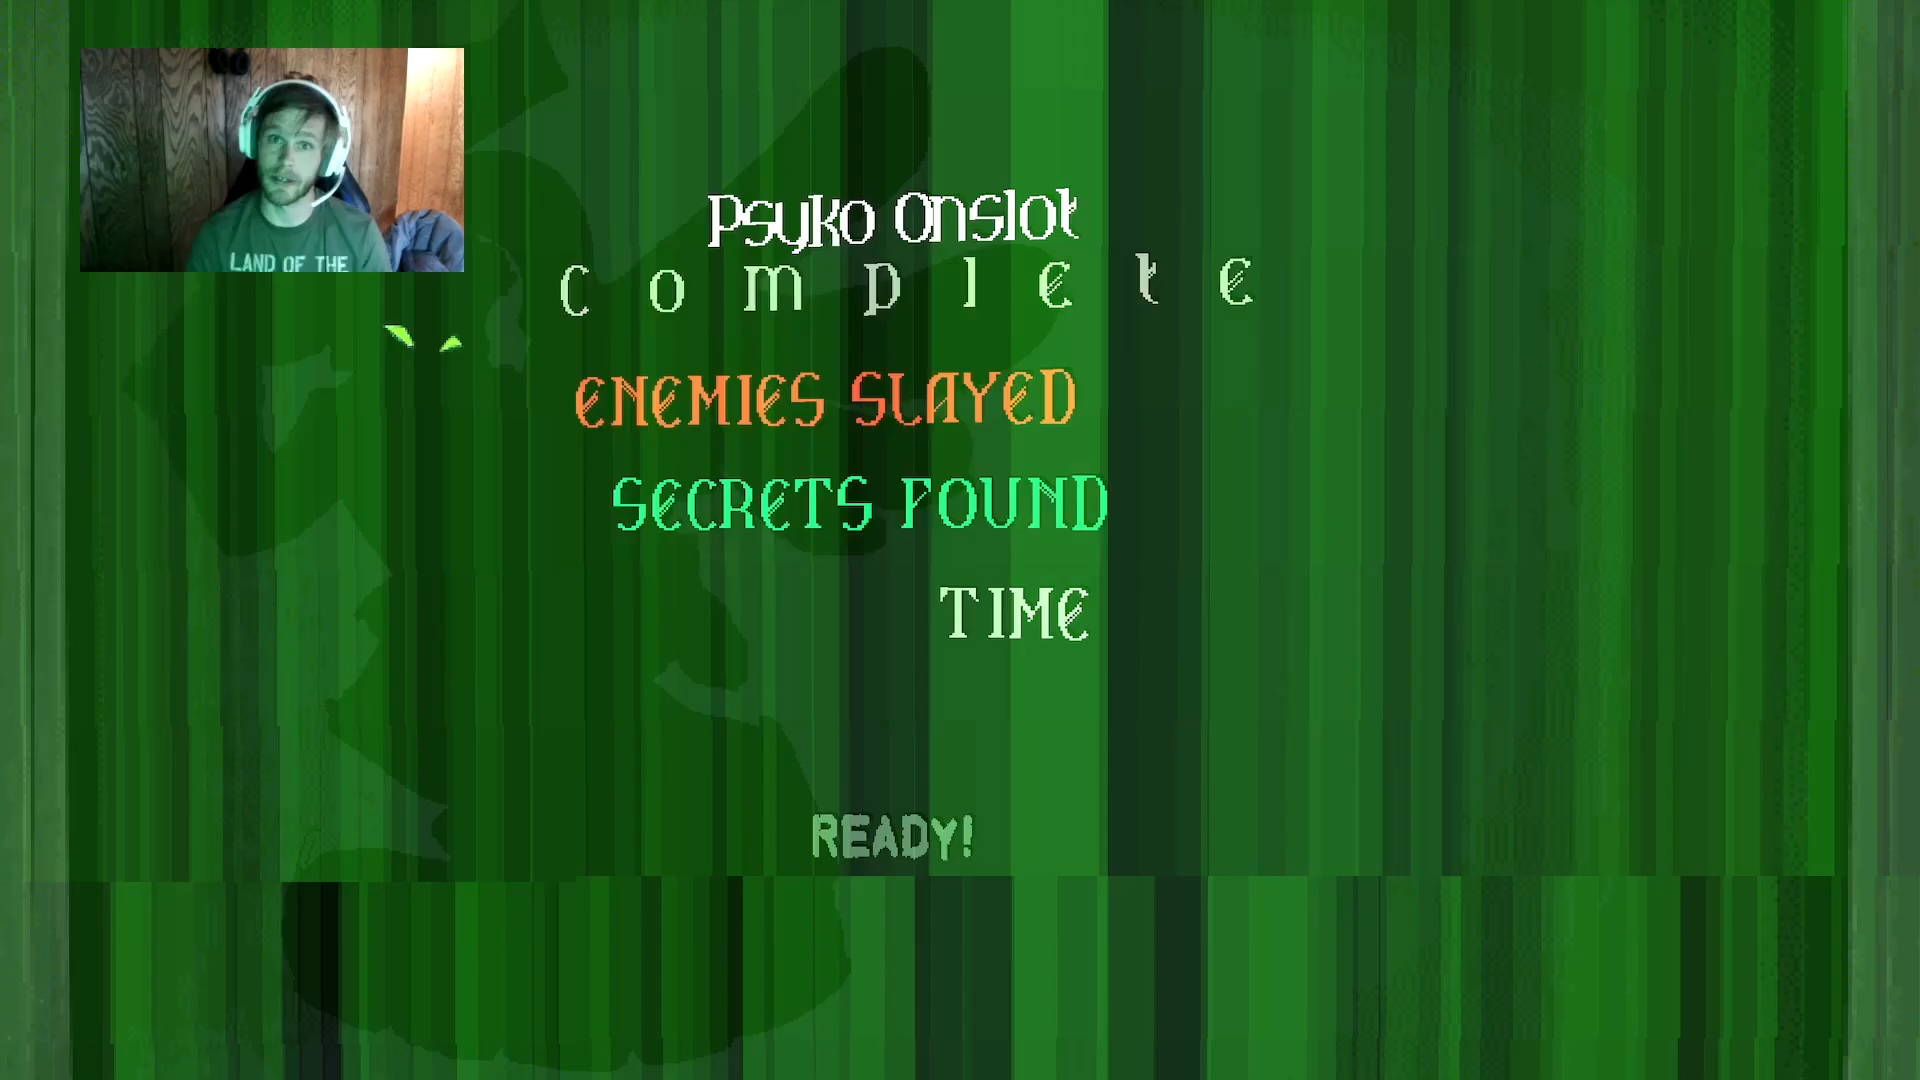 LAND OF THE
Psyko Onslot
complete
ENEMIES SLAYED
SECRETS FOUND
TIME
READY!